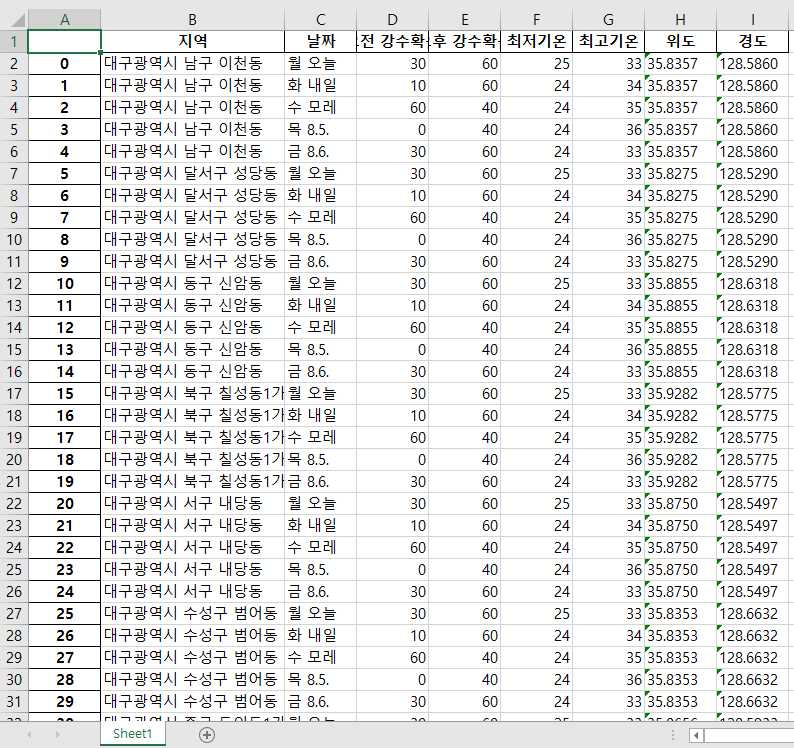 A B C D E F G H I
1 지역 날짜 전 강수확 후 강수확 최저기온 최고기온 위도 경도
2 0 대구광역시 남구 이천동 월 오늘 30 60 25 33 35.8357 128.5860
3 1 대구광역시 남구 이천동 화 내일 10 60 24 34 35.8357 128.5860
4 2 대구광역시 남구 이천동 수 모레 60 40 24 35 35.8357 128.5860
5 3 대구광역시 남구 이천동 목 8.5. 0 40 24 36 35.8357 128.5860
6 4 대구광역시 남구 이천동 금 8.6. 30 60 24 33 35.8357 128.5860
7 5 대구광역시 달서구 성당동 월 오늘 30 60 25 33 35.8275 128.5290
8 6 대구광역시 달서구 성당동 화 내일 10 60 24 34 35.8275 128.5290
9 7 대구광역시 달서구 성당동 수 모레 60 40 24 35 35.8275 128.5290
10 8 대구광역시 달서구 성당동 목 8.5. 0 40 24 36 35.8275 128.5290
11 9 대구광역시 달서구 성당동 금 8.6. 30 60 24 33 35.8275 128.5290
12 10 대구광역시 동구 신암동 월 오늘 30 60 25 33 35.8855 128.6318
13 11 대구광역시 동구 신암동 화 내일 10 60 24 34 35.8855 128.6318
14 12 대구광역시 동구 신암동 수 모레 60 40 24 35 35.8855 128.6318
15 13 대구광역시 동구 신암동 목 8.5. 0 40 24 36 35.8855 128.6318
16 14 대구광역시 동구 신암동 금 8.6. 30 60 24 33 35.8855 128.6318
17 15 대구광역시 북구 칠성동1가 월 오늘 30 60 25 33 35.9282 128.5775
18 16 대구광역시 북구 칠성동1가 화 내일 10 60 24 34 35.9282 128.5775
19 17 대구광역시 북구 칠성동1가 수 모레 60 40 24 35 35.9282 128.5775
20 18 대구광역시 북구 칠성동1가 목 8.5. 0 40 24 36 35.9282 128.5775
21 19 대구광역시 북구 칠성동1가 금 8.6. 30 60 24 33 35.9282 128.5775
22 20 대구광역시 서구 내당동 월 오늘 30 60 25 33 35.8750 128.5497
23 21 대구광역시 서구 내당동 화 내일 10 60 24 34 35.8750 128.5497
24 22 대구광역시 서구 내당동 수 모레 60 40 24 35 35.8750 128.5497
25 23 대구광역시 서구 내당동 목 8.5. 0 40 24 36 35.8750 128.5497
26 24 대구광역시 서구 내당동 금 8.6. 30 60 24 33 35.8750 128.5497
27 25 대구광역시 수성구 범어동 월 오늘 30 60 25 33 35.8353 128.6632
28 26 대구광역시 수성구 범어동 화 내일 10 60 24 34 35.8353 128.6632
29 27 대구광역시 수성구 범어동 수 모레 60 40 24 35 35.8353 128.6632
30 28 대구광역시 수성구 범어동 목 8.5. 0 40 24 36 35.8353 128.6632
31 29 대구광역시 수성구 범어동 금 8.6. 30 60 24 33 35.8353 128.6632
Sheet1